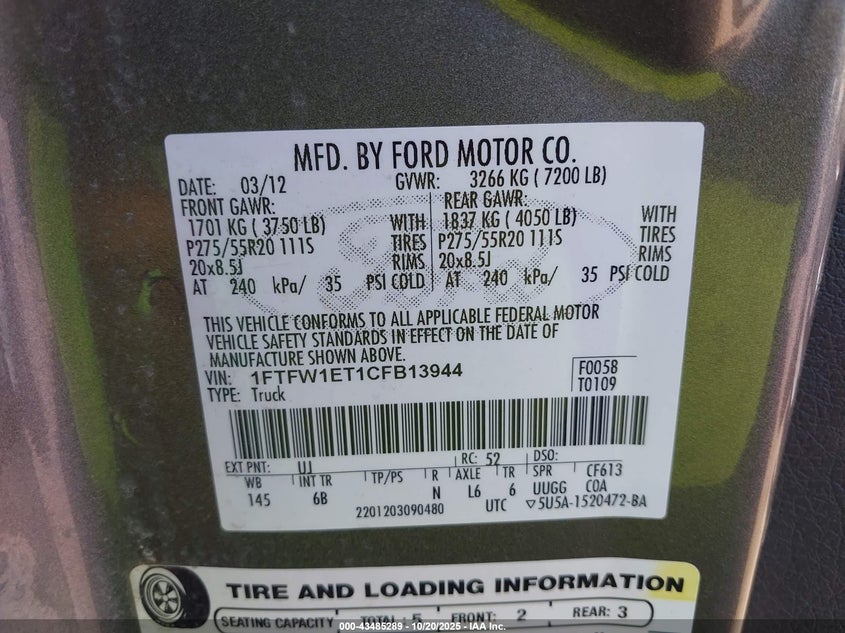 MFD. BY FORD MOTOR CO.
DATE: 03/12 GVWR: 3266 KG ( 7200 LB)
FRONT GAWR: REAR GAWR:
1701 KG ( 3750 LB) WITH 1837 KG ( 4050 LB) WITH
P275/55R20 111S TIRES P275/55R20 111S TIRES
20x8.5J RIMS 20x8.5J RIMS
AT 240 kPa/ 35 PSI COLD AT 240 kPa/ 35 PSI COLD
Ford
THIS VEHICLE CONFORMS TO ALL APPLICABLE FEDERAL MOTOR
VEHICLE SAFETY STANDARDS IN EFFECT ON THE DATE OF
MANUFACTURE SHOWN ABOVE.
VIN: 1FTFW1ET1CFB13944 F0058
TYPE: Truck T0109
EXT PNT: UJ RC: 52 DSO:
WB INT TR TP/PS R AXLE TR SPR CF613
145 6B N L6 6 UUGG COA
2201203090480 UTC ▽5U5A-1520472-BA
TIRE AND LOADING INFORMATION
SEATING CAPACITY TOTAL: 5 FRONT: 2 REAR: 3
000-43485289 - 10/20/2025 - IAA Inc.